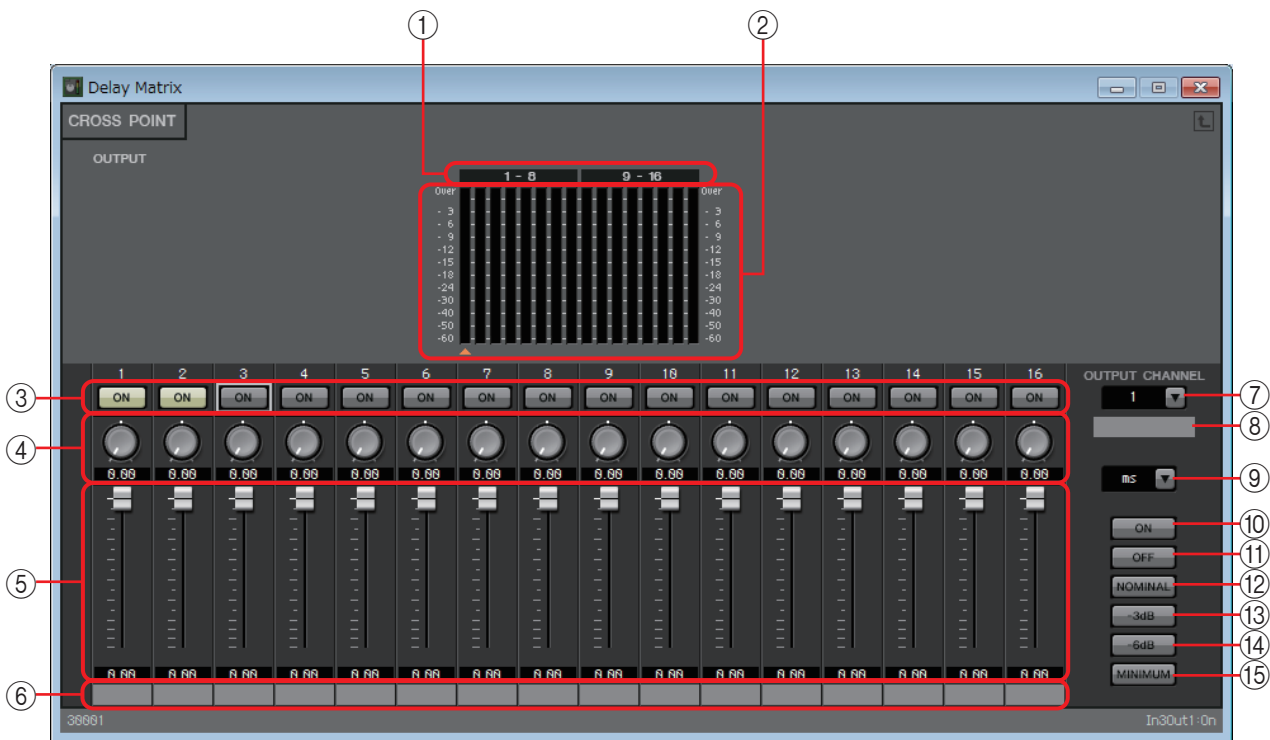 ① ②
Delay Matrix
CROSS POINT
OUTPUT
1 - 8 9 - 16
Over Over
- 3 - 3
- 6 - 6
- 9 - 9
-12 -12
-15 -15
-18 -18
-24 -24
-30 -30
-40 -40
-50 -50
-60 -60
1 2 3 4 5 6 7 8 9 10 11 12 13 14 15 16 OUTPUT CHANNEL
③ ON ON ON ON ON ON ON ON ON ON ON ON ON ON ON ON 1 ⑦
⑧
④
0.00 0.00 0.00 0.00 0.00 0.00 0.00 0.00 0.00 0.00 0.00 0.00 0.00 0.00 0.00 0.00 ms ⑨
ON ⑩
OFF ⑪
⑤ NOMINAL ⑫
-3dB ⑬
-6dB ⑭
0.00 0.00 0.00 0.00 0.00 0.00 0.00 0.00 0.00 0.00 0.00 0.00 0.00 0.00 0.00 0.00 MINIMUM ⑮
⑥
30001 In3Out1:On